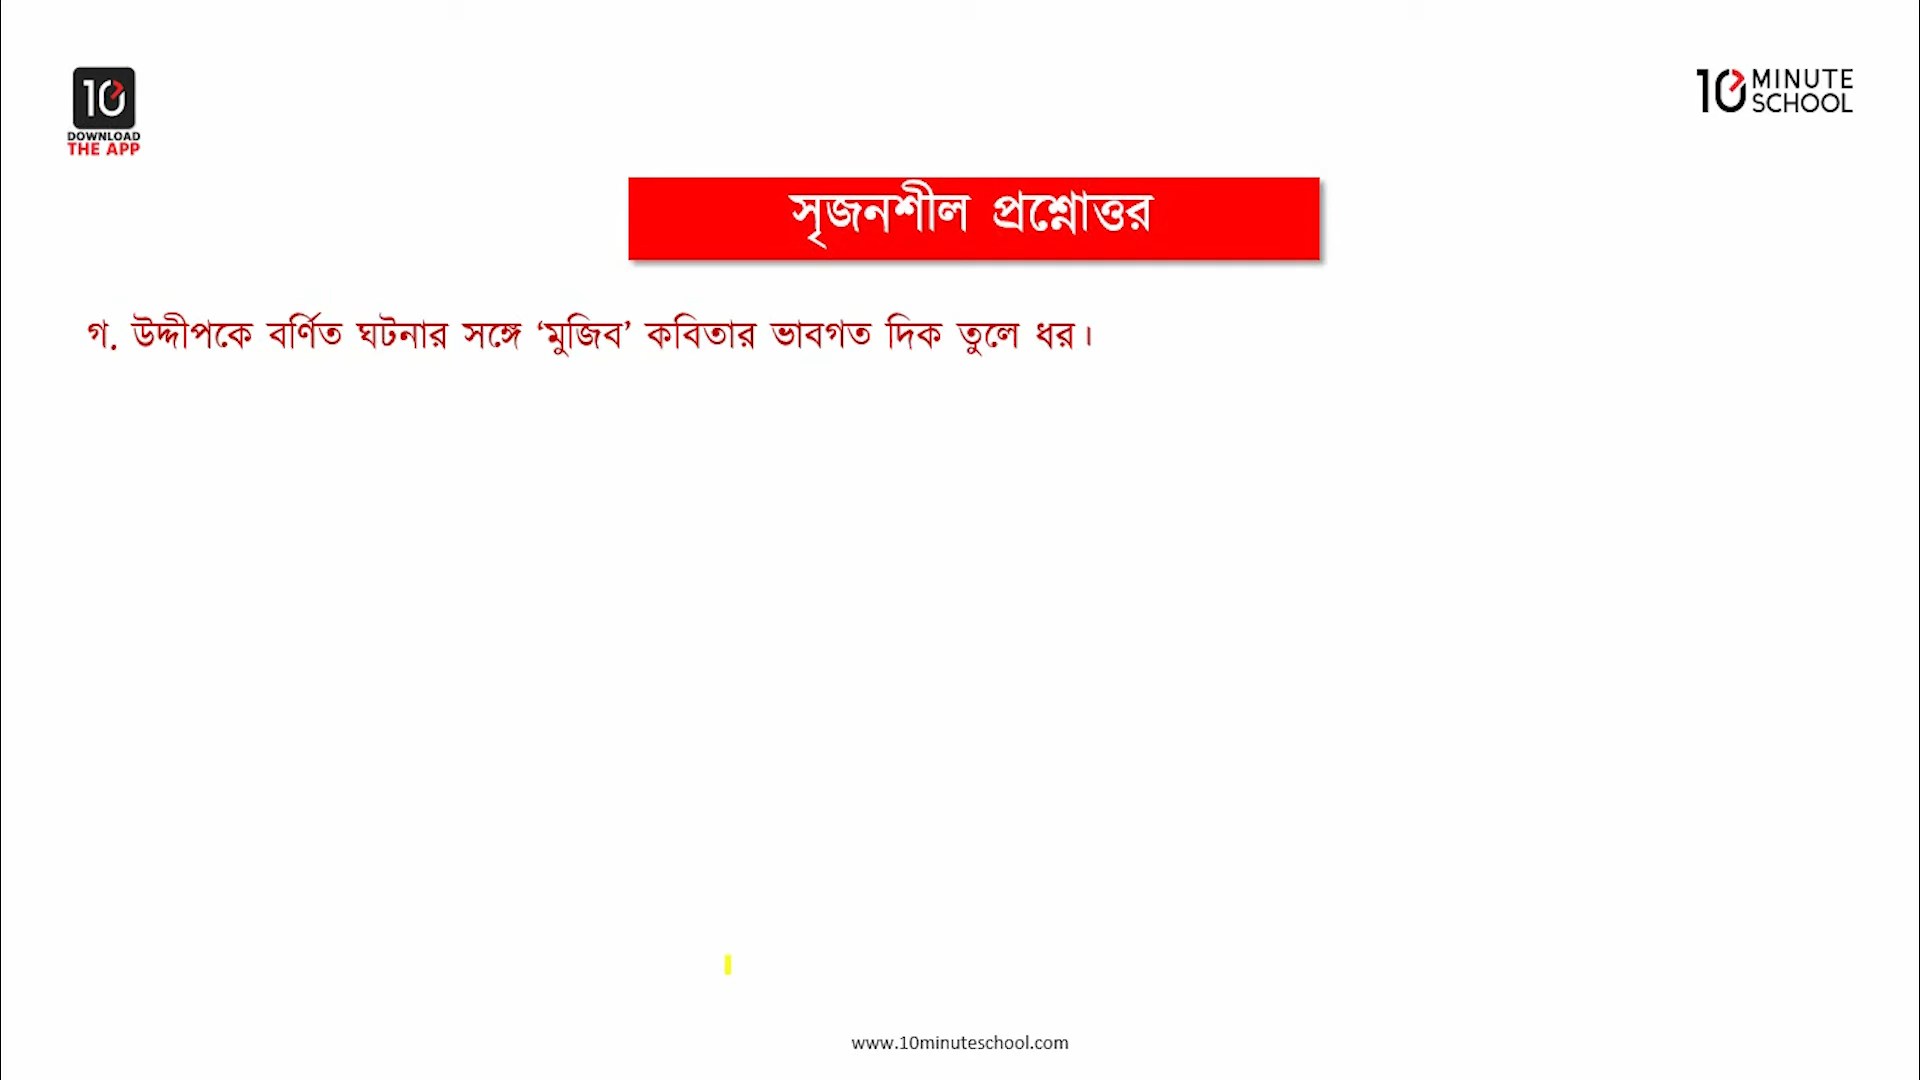 10
DOWNLOAD
THE APP
10 MINUTE
SCHOOL
সৃজনশীল প্রশ্নোত্তর
গ. উদ্দীপকে বর্ণিত ঘটনার সঙ্গে ‘মুজিব’ কবিতার ভাবগত দিক তুলে ধর।
www.10minuteschool.com